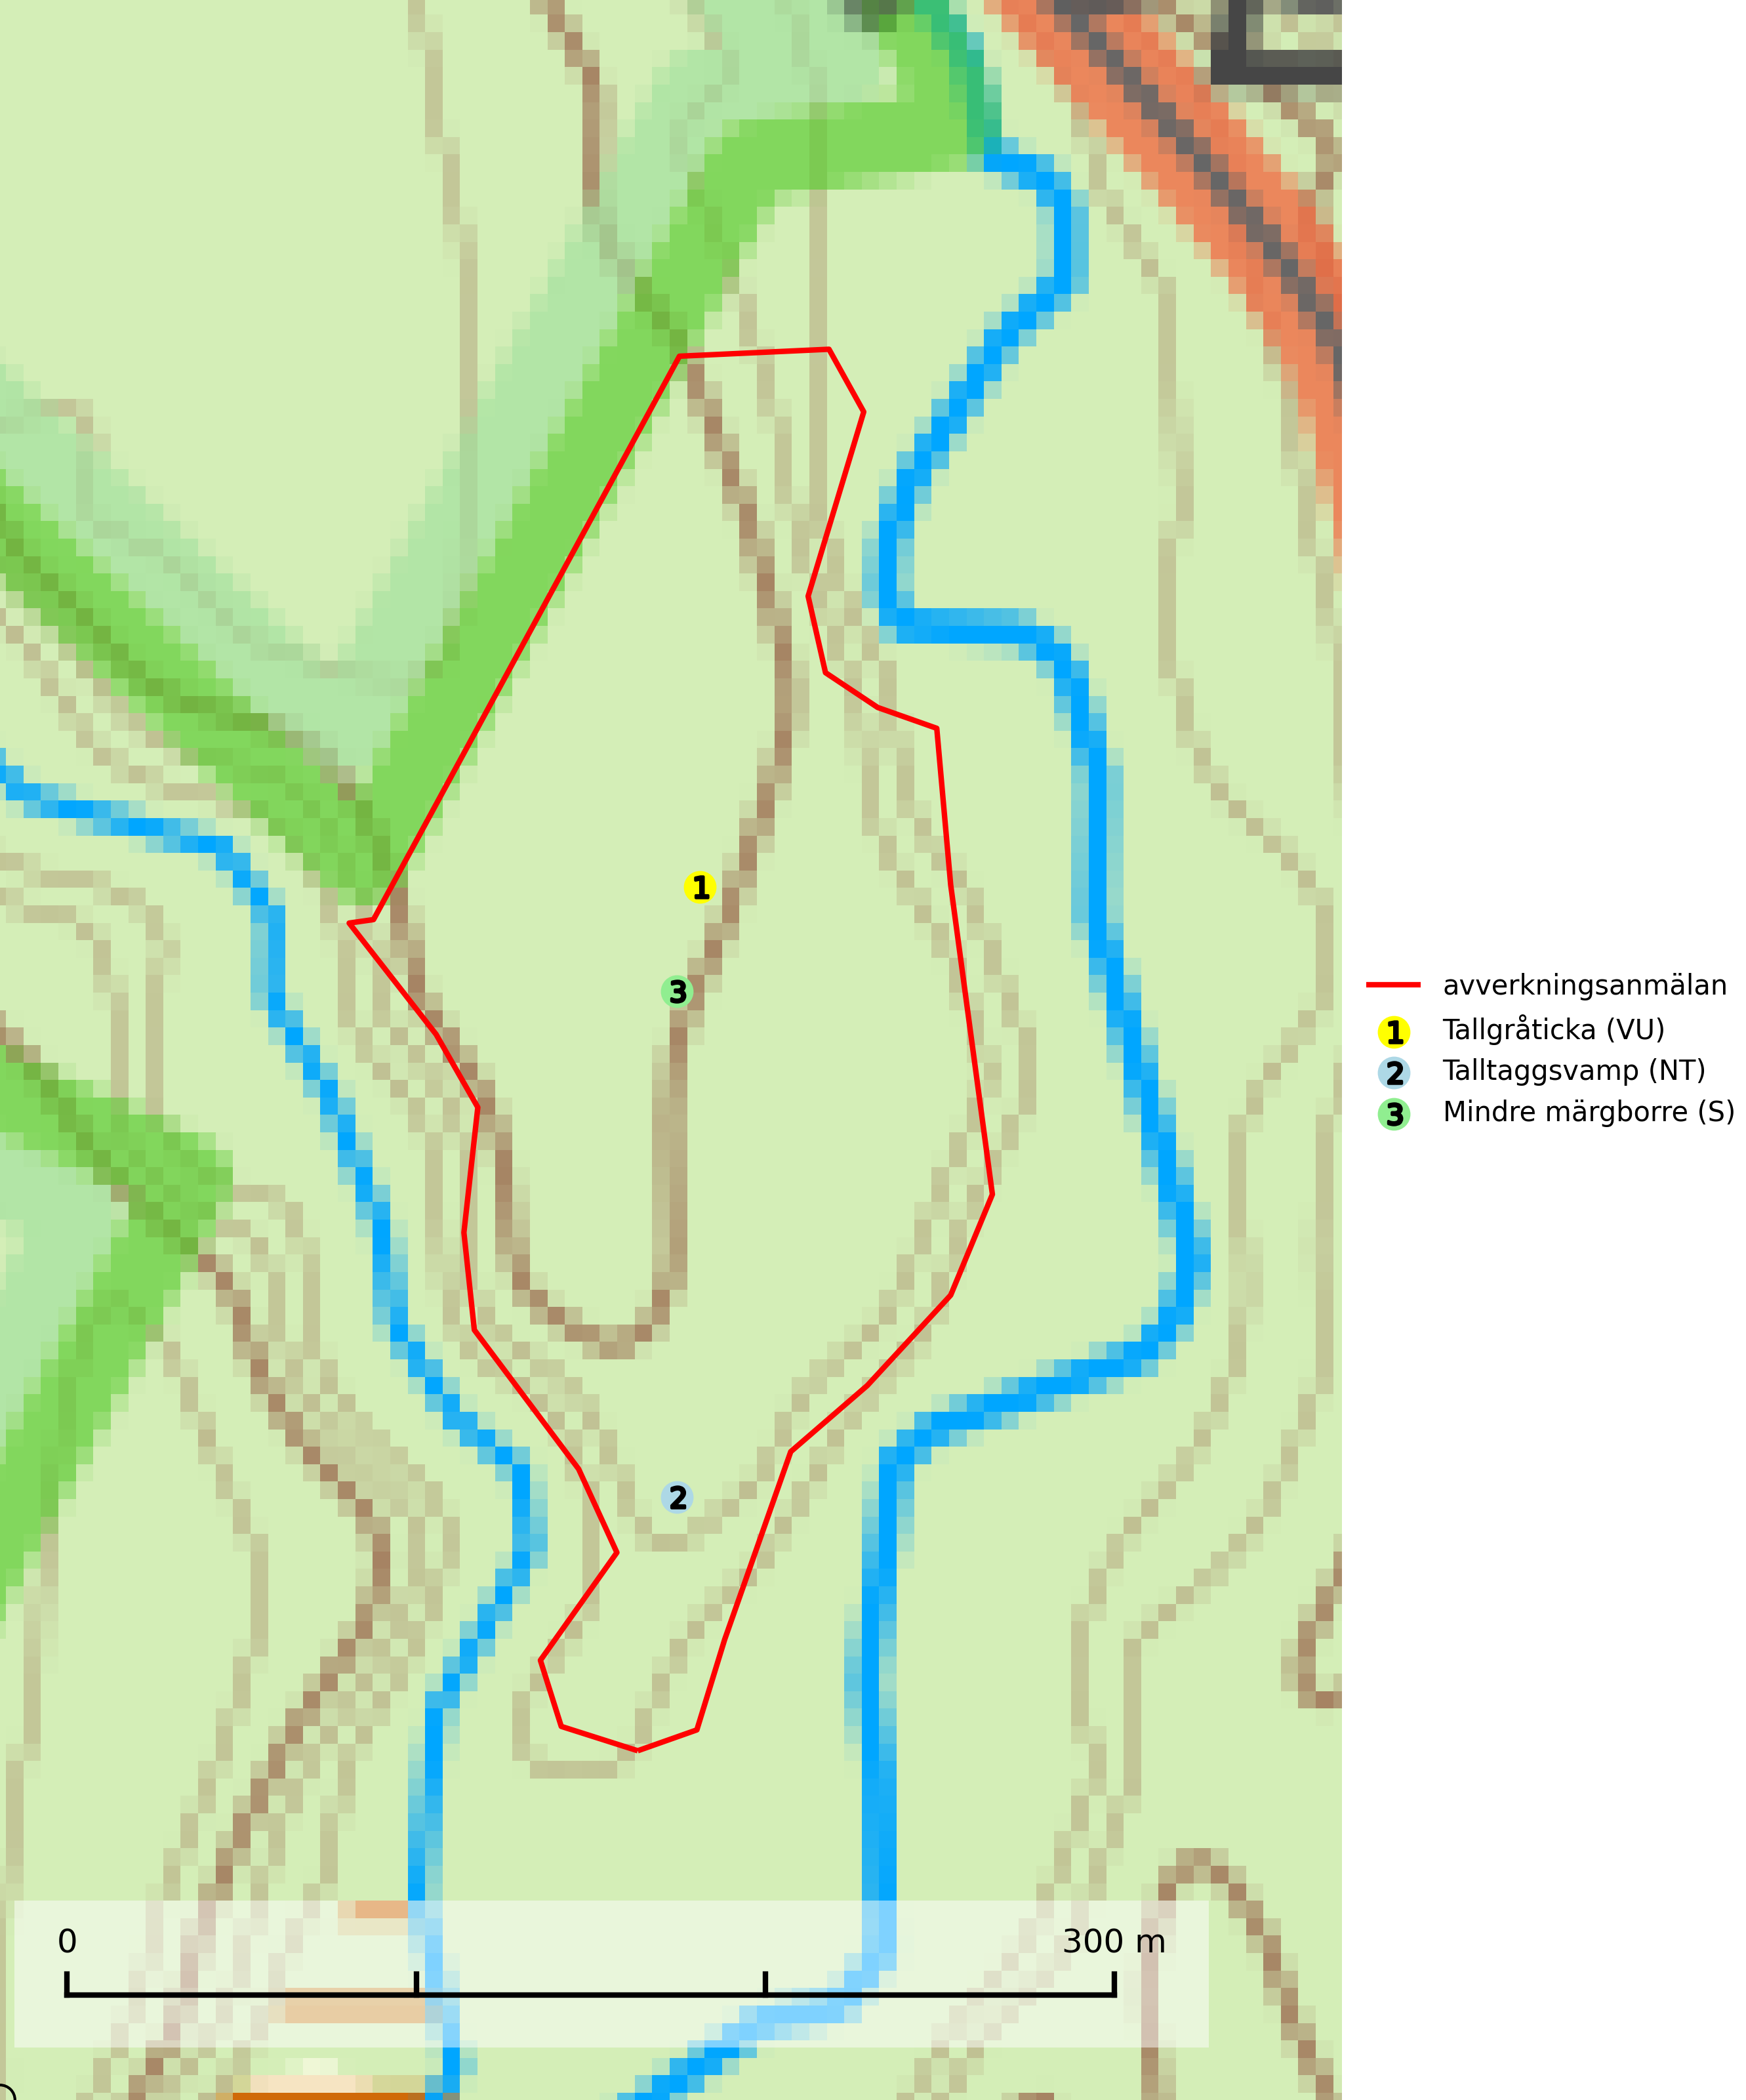 1
3
2
0
300 m
avverkningsanmälan
1 Tallgråticka (VU)
2 Talltaggsvamp (NT)
3 Mindre märgborre (S)